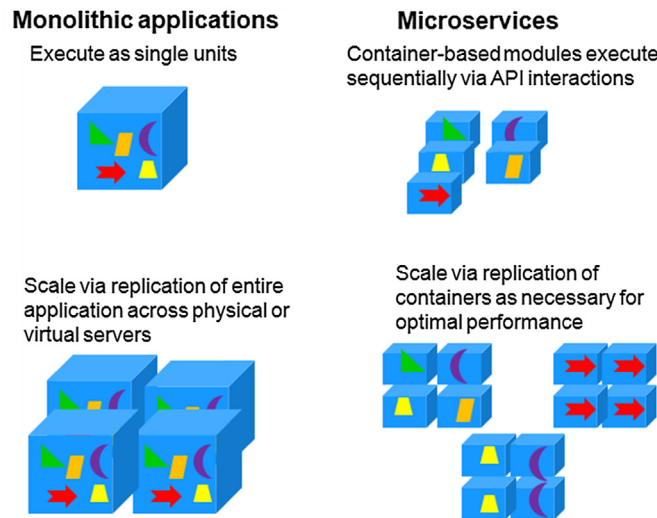 Monolithic applications
Execute as single units
Microservices
Container-based modules execute
sequentially via API interactions
Scale via replication of entire
application across physical or
virtual servers
Scale via replication of
containers as necessary for
optimal performance